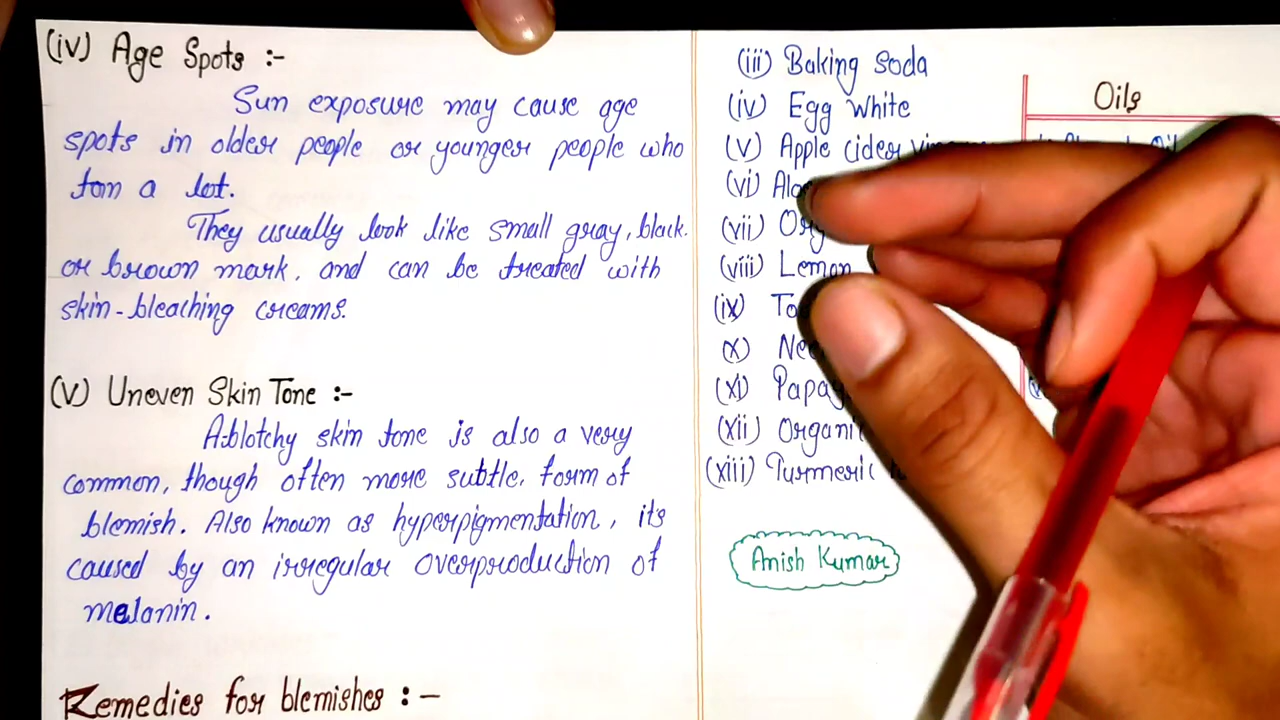 (iv) Age Spots :-
Sun exposure may cause age
spots in older people or younger people who
tan a lot.
They usually look like small gray, black.
or brown mark, and can be treated with
skin-bleaching creams.
(v) Uneven Skin Tone :-
A blotchy skin tone is also a very
common, though often more subtle, form of
blemish. Also known as hyperpigmentation, its
caused by an irregular overproduction of
melanin.
Remedies for blemishes :-
(iii) Baking Soda
(iv) Egg white
(v) Apple cider
(vi)
(vii)
(viii) Lemon
(ix)
(x)
(xi)
(xii)
(xiii) Turmeric
Anish Kumar
Oils